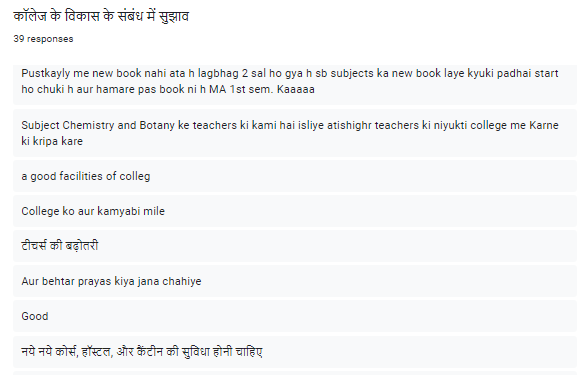 कॉलेज के विकास के संबंध में सुझाव
39 responses
Pustkayly me new book nahi ata h lagbhag 2 sal ho gya h sb subjects ka new book laye kyuki padhai start
ho chuki h aur hamare pas book ni h MA 1st sem. Kaaaaa
Subject Chemistry and Botany ke teachers ki kami hai isliye atishighr teachers ki niyukti college me Karne
ki kripa kare
a good facilities of colleg
College ko aur kamyabi mile
टीचर्स की बढ़ोतरी
Aur behtar prayas kiya jana chahiye
Good
नये नये कोर्स, हॉस्टल, और कैंटीन की सुविधा होनी चाहिए